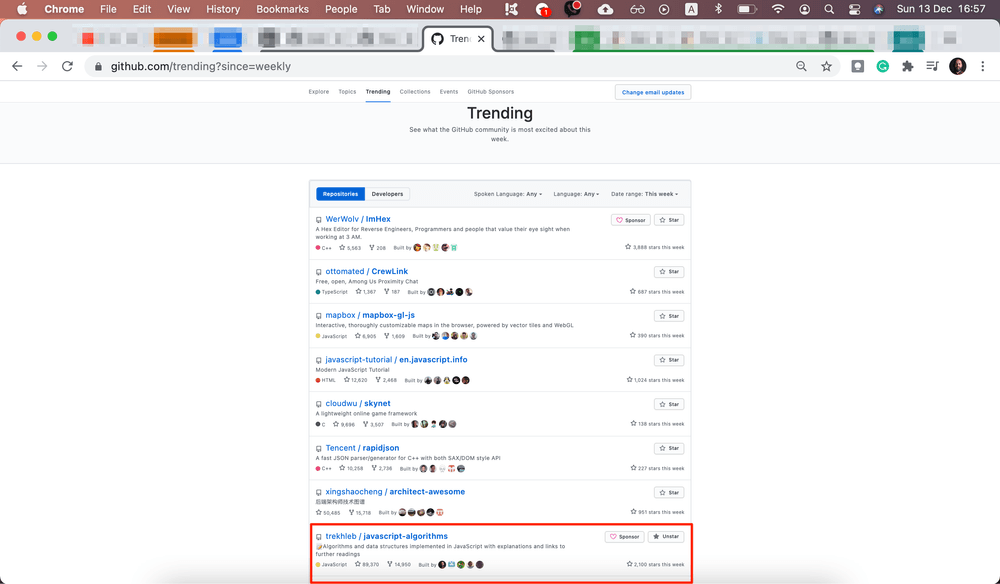 Chrome File Edit View History Bookmarks People Tab Window Help 1 A Sun 13 Dec 16:57
Tren
github.com/trending?since=weekly
Explore Topics Trending Collections Events GitHub Sponsors Change email updates
Trending
See what the GitHub community is most excited about this
week.
Repositories Developers Spoken Language: Any Language: Any Date range: This week
WerWolv / ImHex Sponsor Star
A Hex Editor for Reverse Engineers, Programmers and people that value their eye sight when
working at 3 AM.
C++ 5,563 208 Built by 3,888 stars this week
ottomated / CrewLink Star
Free, open, Among Us Proximity Chat
TypeScript 1,367 187 Built by 687 stars this week
mapbox / mapbox-gl-js Star
Interactive, thoroughly customizable maps in the browser, powered by vector tiles and WebGL
JavaScript 6,905 1,609 Built by 390 stars this week
javascript-tutorial / en.javascript.info Star
Modern JavaScript Tutorial
HTML 12,620 2,469 Built by 1,024 stars this week
cloudwu / skynet Star
A lightweight online game framework
C 9,696 3,507 Built by 138 stars this week
Tencent / rapidjson Star
A fast JSON parser/generator for C++ with both SAX/DOM style API
C++ 10,258 2,736 Built by 227 stars this week
xingshaocheng / architect-awesome Star
后端架构师技术图谱
50,485 15,718 Built by 951 stars this week
trekhleb / javascript-algorithms Sponsor Unstar
Algorithms and data structures implemented in JavaScript with explanations and links to
further readings
JavaScript 89,370 14,950 Built by 2,100 stars this week